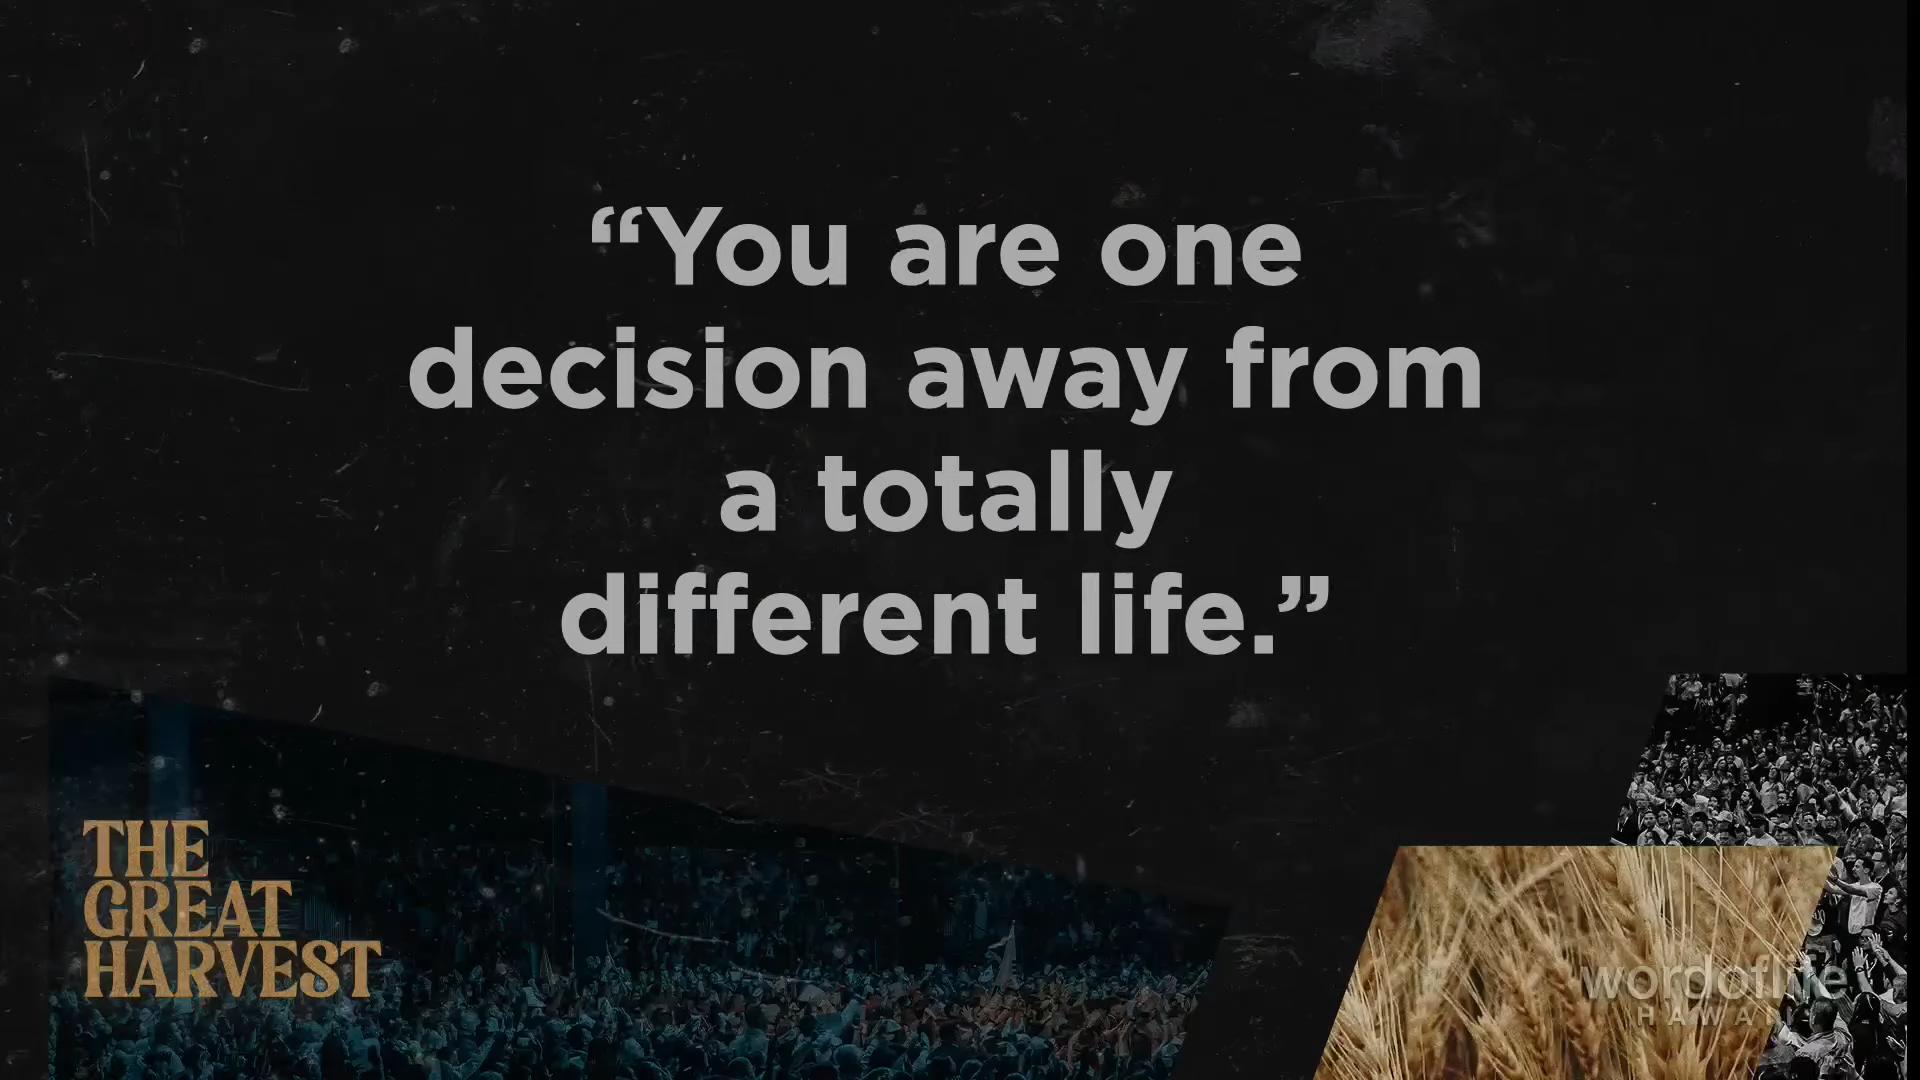 “You are one
decision away from
a totally
different life.”
THE
GREAT
HARVEST
wordoflife
HAWAII